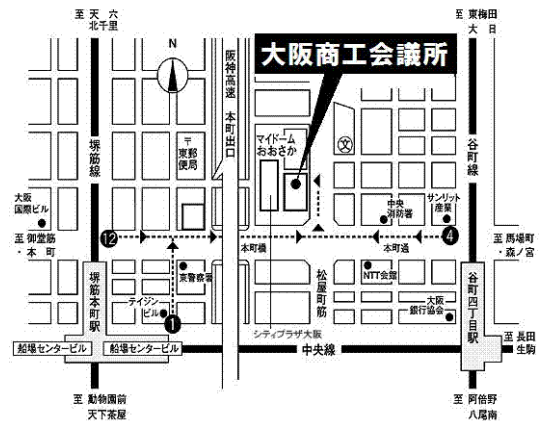 至 天六
北千里
至 東梅田
大日
N
阪神高速 本町出口
大阪商工会議所
堺筋線
谷町線
〒
東郵便局
マイドーム
おおさか
文
大阪
国際ビル
中央
消防署
サンリット
産業
至 御堂筋
・本町
12
本町橋
本町通
4
至 馬場町
・森ノ宮
東警察署
松屋町筋
NTT会館
堺筋本町駅
テイジン
ビル
1
大阪
銀行協会
谷町四丁目駅
シティプラザ大阪
船場センタービル
船場センタービル
中央線
至 長田
生駒
至 動物園前
天下茶屋
至 阿倍野
八尾南